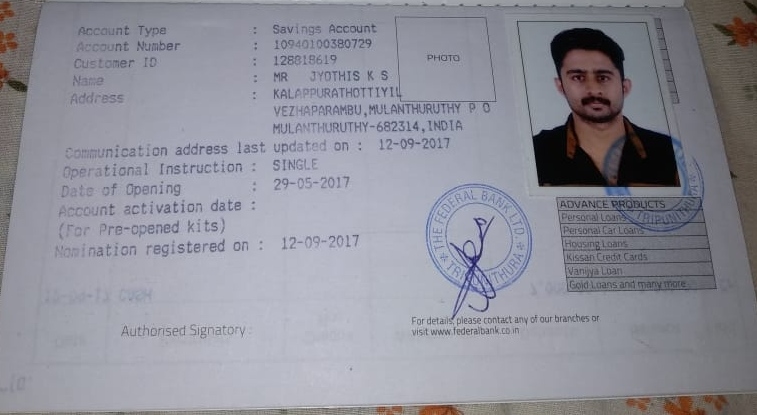 Account Type : Savings Account
Account Number : 10940100380729
Customer ID : 128818619
Name : MR JYOTHIS K S
Address : KALAPPURATHOTTIYIL
VEZHAPARAMBU,MULANTHURUTHY P O
MULANTHURUTHY-682314,INDIA
Communication address last updated on : 12-09-2017
Operational Instruction : SINGLE
Date of Opening : 29-05-2017
Account activation date :
(For Pre-opened kits)
Nomination registered on : 12-09-2017
PHOTO
THE FEDERAL BANK LTD.
TRIPUNITHURA
TRIPUNITHURA
ADVANCE PRODUCTS
Personal Loans
Personal Car Loans
Housing Loans
Kissan Credit Cards
Vanijya Loan
Gold Loans and many more
Authorised Signatory :
For details, please contact any of our branches or
visit www.federalbank.co.in